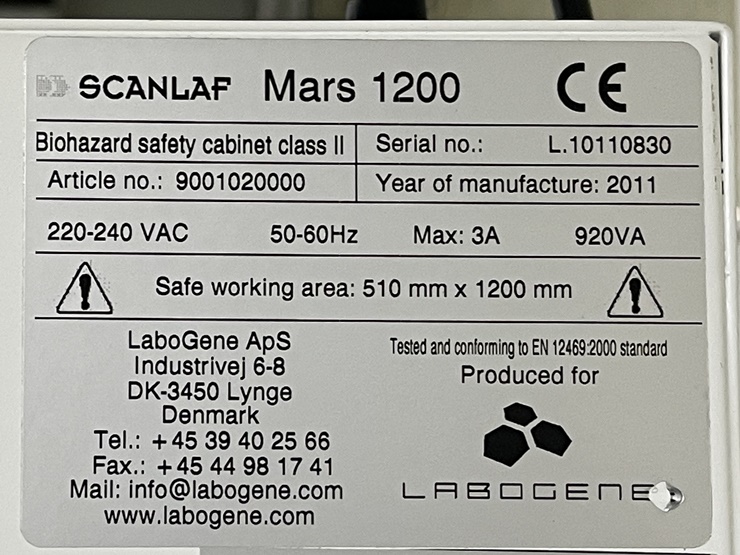 SCANLAF Mars 1200 CE
Biohazard safety cabinet class II Serial no.: L.10110830
Article no.: 9001020000 Year of manufacture: 2011
220-240 VAC 50-60Hz Max: 3A 920VA
Safe working area: 510 mm x 1200 mm
LaboGene ApS
Industrivej 6-8
DK-3450 Lynge
Denmark
Tel.: +45 39 40 25 66
Fax.: +45 44 98 17 41
Mail: info@labogene.com
www.labogene.com
Tested and conforming to EN 12469:2000 standard
Produced for
LABOGENE